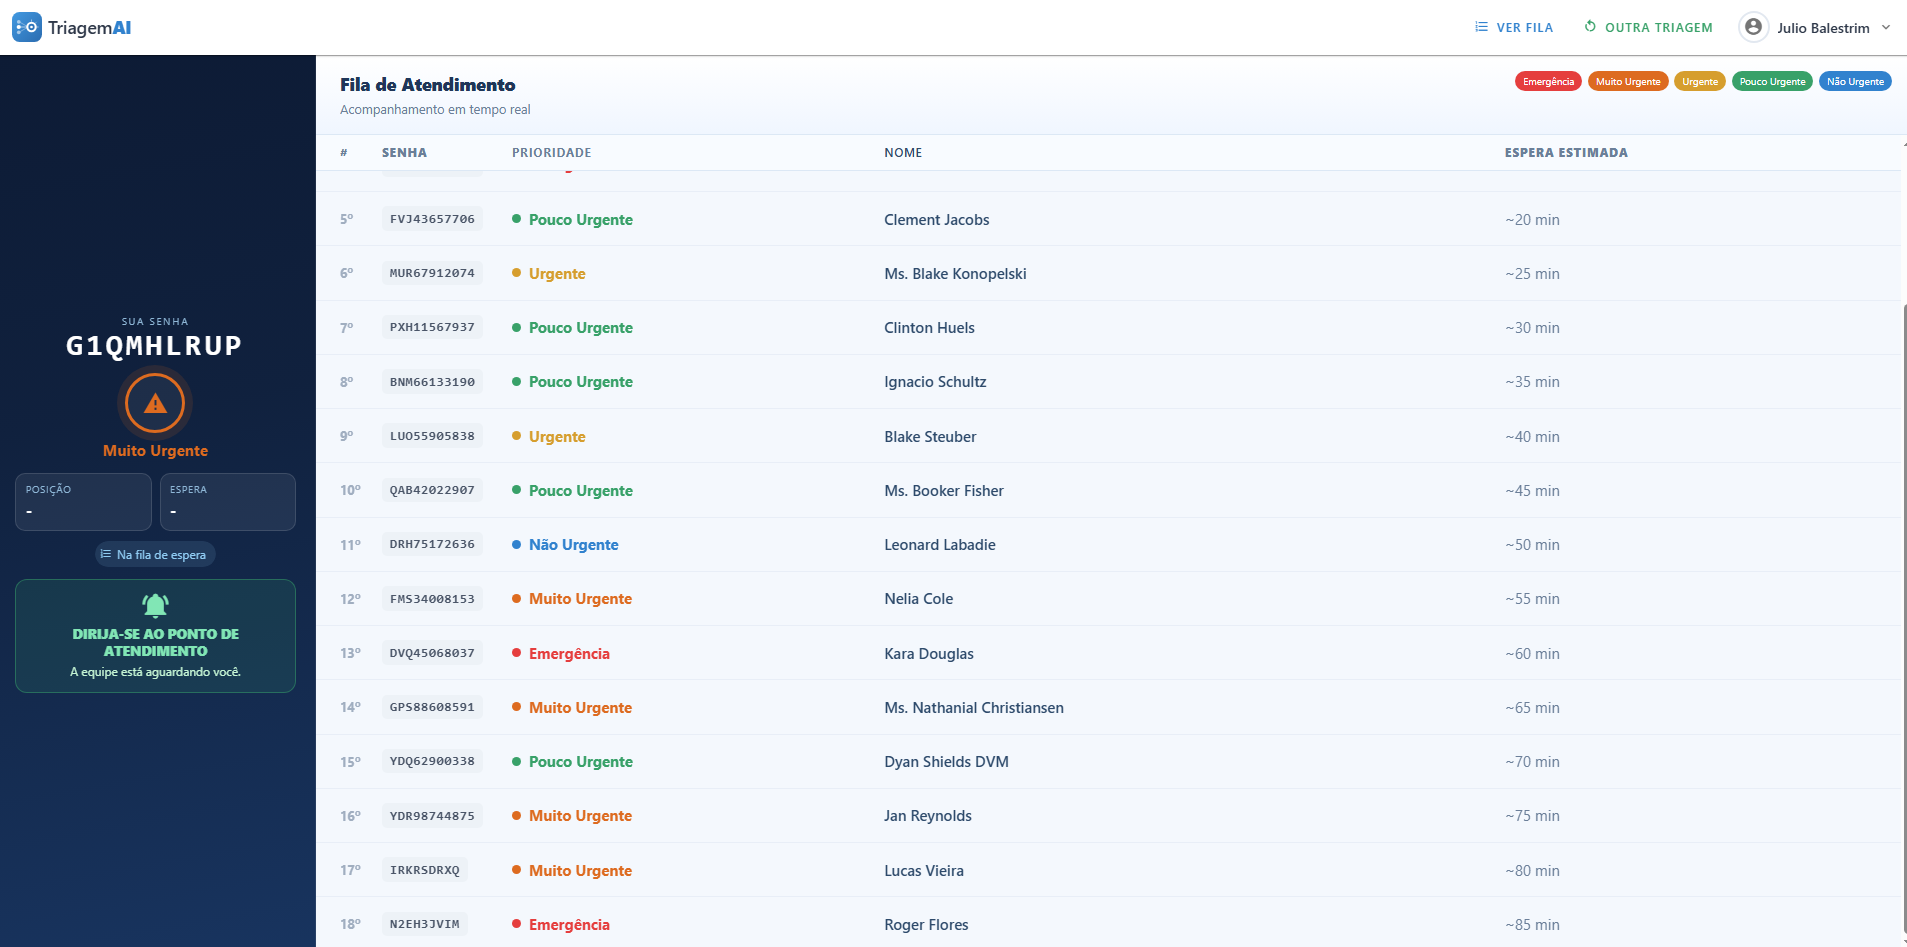 TriagemAI
VER FILA
OUTRA TRIAGEM
Julio Balestrim
SUA SENHA
G1QMHLRUP
Muito Urgente
POSIÇÃO
-
ESPERA
-
Na fila de espera
DIRIJA-SE AO PONTO DE
ATENDIMENTO
A equipe está aguardando você.
Fila de Atendimento
Acompanhamento em tempo real
Emergência Muito Urgente Urgente Pouco Urgente Não Urgente
# SENHA PRIORIDADE NOME ESPERA ESTIMADA
5º FVJ43657706 Pouco Urgente Clement Jacobs ~20 min
6º MUR67912074 Urgente Ms. Blake Konopelski ~25 min
7º PXH11567937 Pouco Urgente Clinton Huels ~30 min
8º BNM66133190 Pouco Urgente Ignacio Schultz ~35 min
9º LUO55905838 Urgente Blake Steuber ~40 min
10º QAB42022907 Pouco Urgente Ms. Booker Fisher ~45 min
11º DRH75172636 Não Urgente Leonard Labadie ~50 min
12º FMS34008153 Muito Urgente Nelia Cole ~55 min
13º DVQ45068037 Emergência Kara Douglas ~60 min
14º GPS88608591 Muito Urgente Ms. Nathanial Christiansen ~65 min
15º YDQ62900338 Pouco Urgente Dyan Shields DVM ~70 min
16º YDR98744875 Muito Urgente Jan Reynolds ~75 min
17º IRKRSDRXQ Muito Urgente Lucas Vieira ~80 min
18º N2EH3JVIM Emergência Roger Flores ~85 min